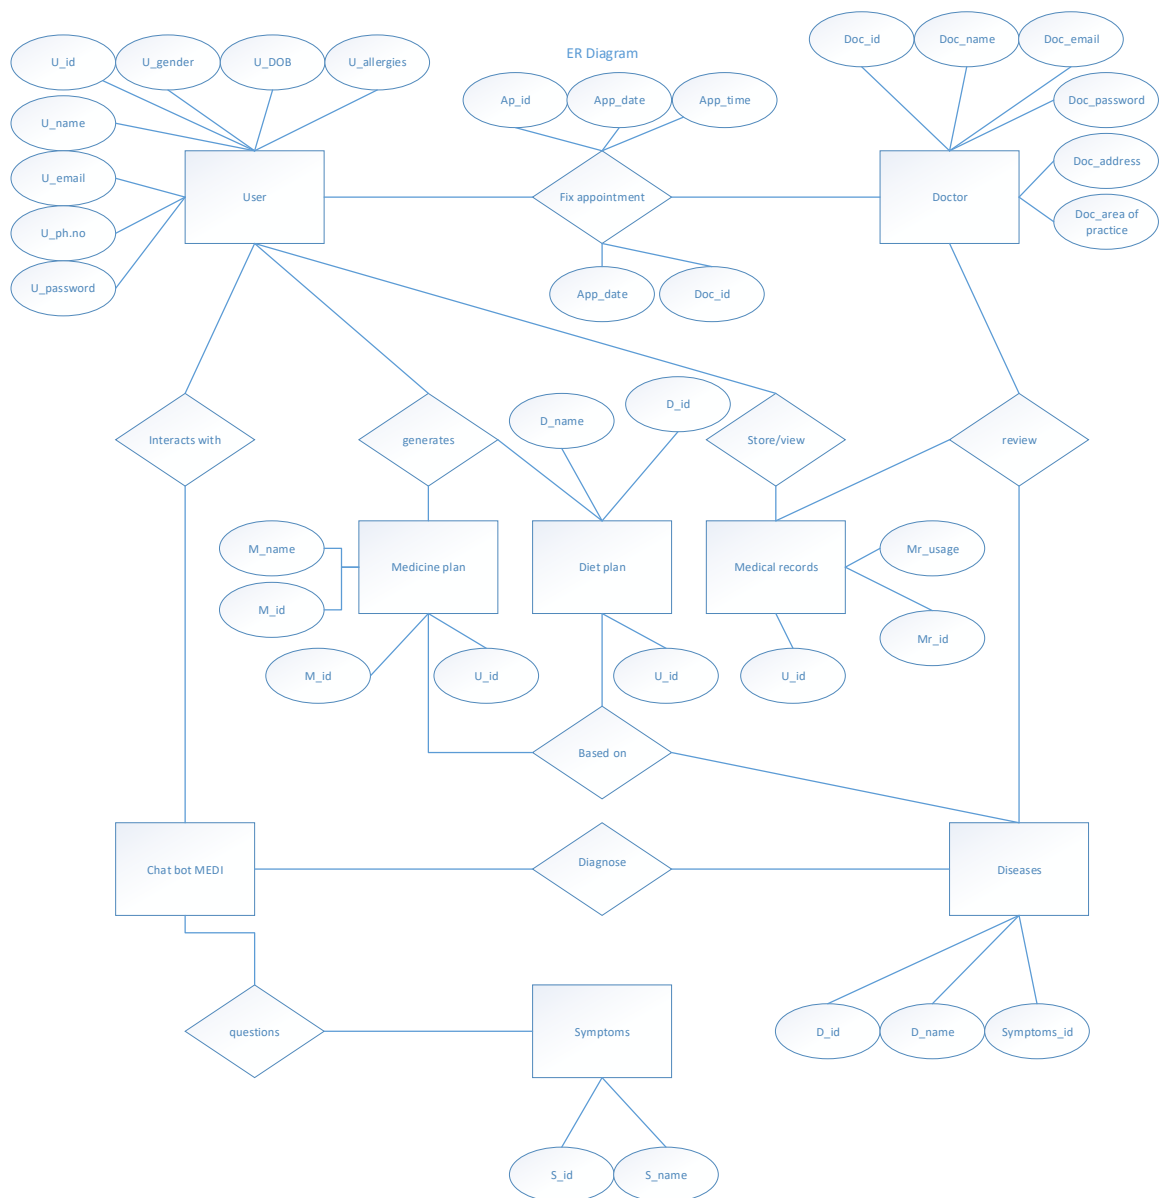 ER Diagram
U_id
U_gender
U_DOB
U_allergies
Doc_id
Doc_name
Doc_email
Ap_id
App_date
App_time
Doc_password
U_name
Doc_address
U_email
User
Fix appointment
Doctor
Doc_area of
practice
U_ph.no
U_password
App_date
Doc_id
D_name
D_id
Interacts with
generates
Store/view
review
M_name
Medicine plan
Diet plan
Medical records
Mr_usage
M_id
Mr_id
M_id
U_id
U_id
U_id
Based on
Chat bot MEDI
Diagnose
Diseases
questions
Symptoms
D_id
D_name
Symptoms_id
S_id
S_name